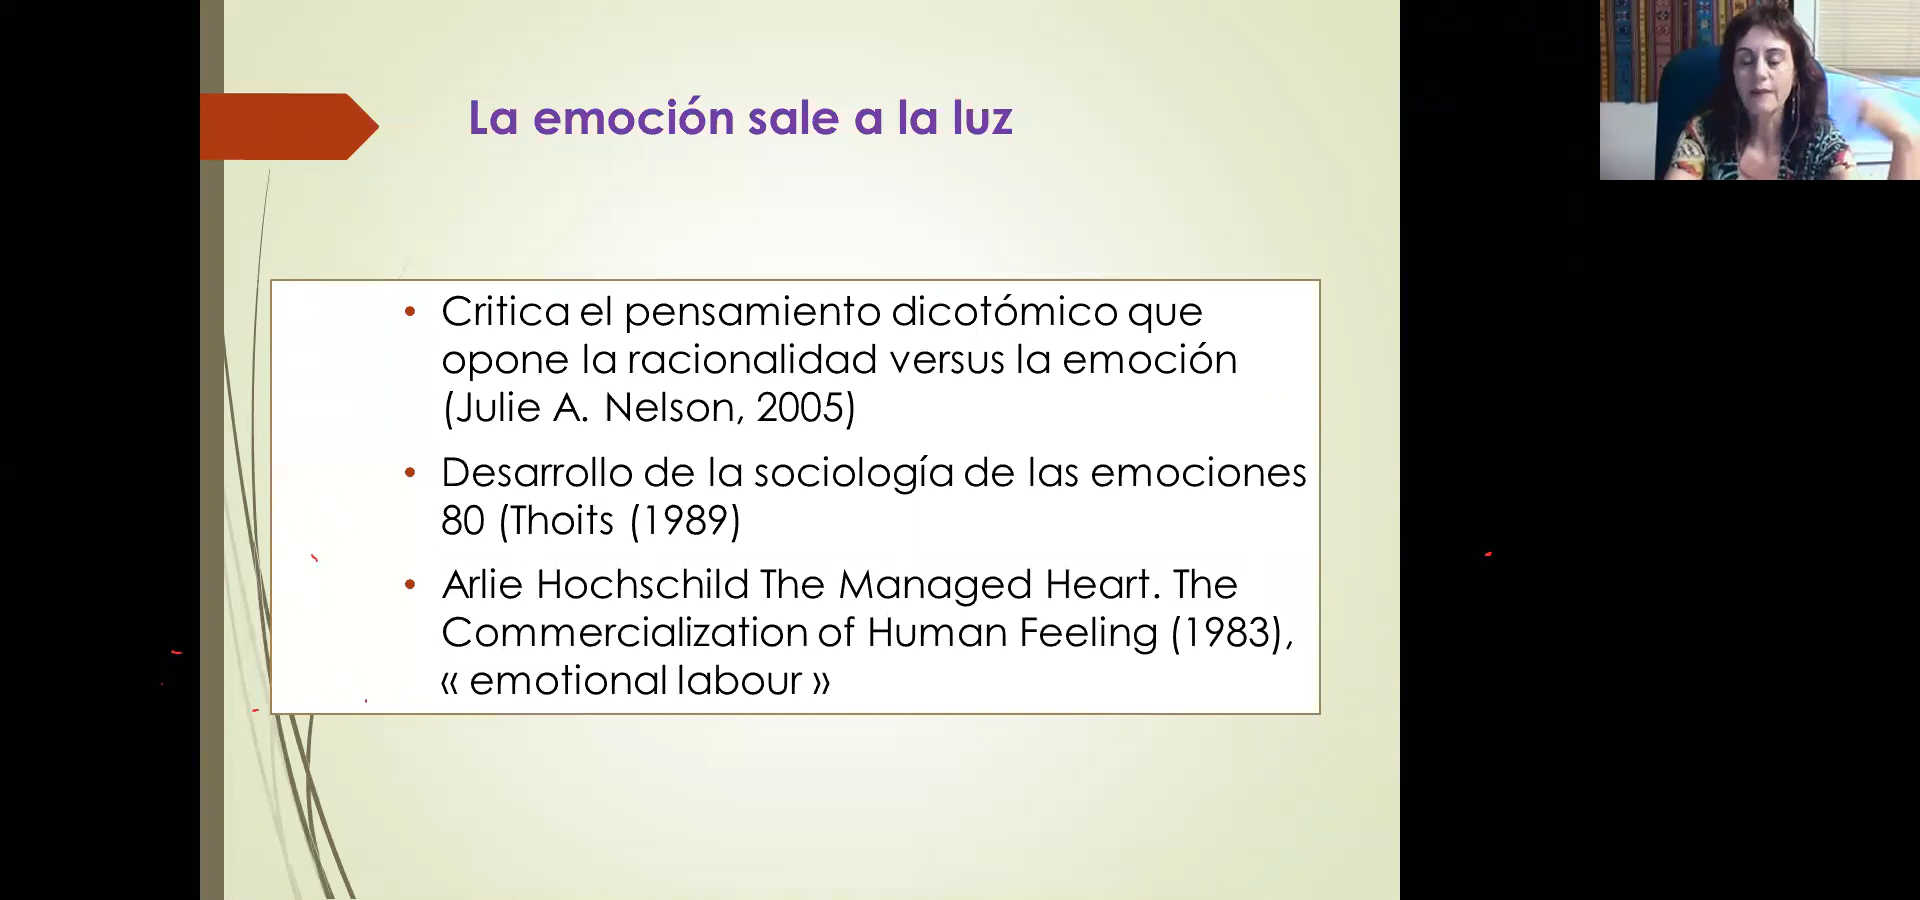 La emoción sale a la luz
• Critica el pensamiento dicotómico que
opone la racionalidad versus la emoción
(Julie A. Nelson, 2005)
• Desarrollo de la sociología de las emociones
80 (Thoits (1989)
• Arlie Hochschild The Managed Heart. The
Commercialization of Human Feeling (1983),
« emotional labour »